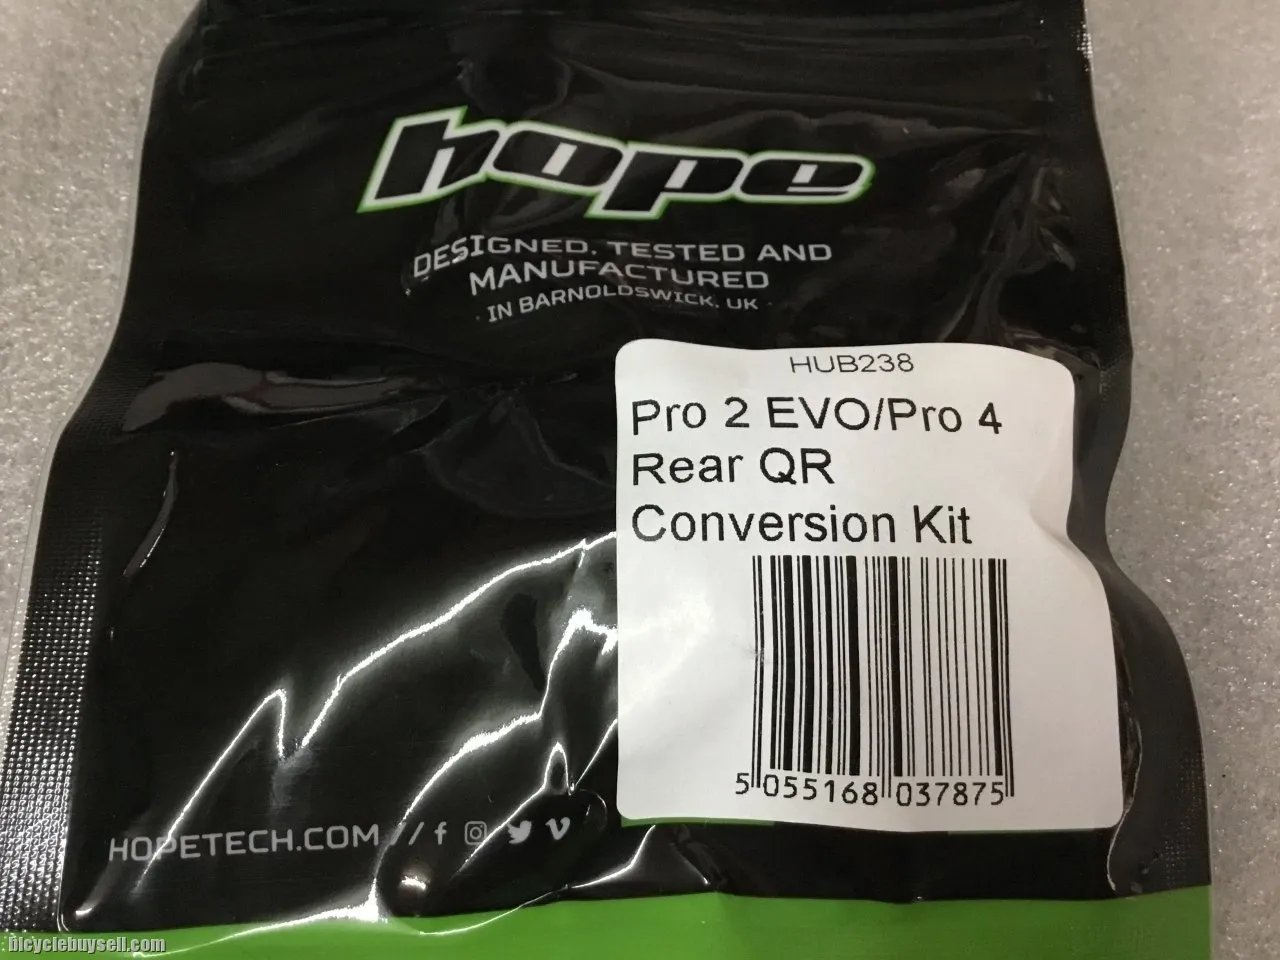 hope
DESIGNED, TESTED AND
MANUFACTURED
· IN BARNOLDSWICK, UK ·
HUB238
Pro 2 EVO/Pro 4
Rear QR
Conversion Kit
5 055168 037875
HOPETECH.COM //
bicyclebuysell.com